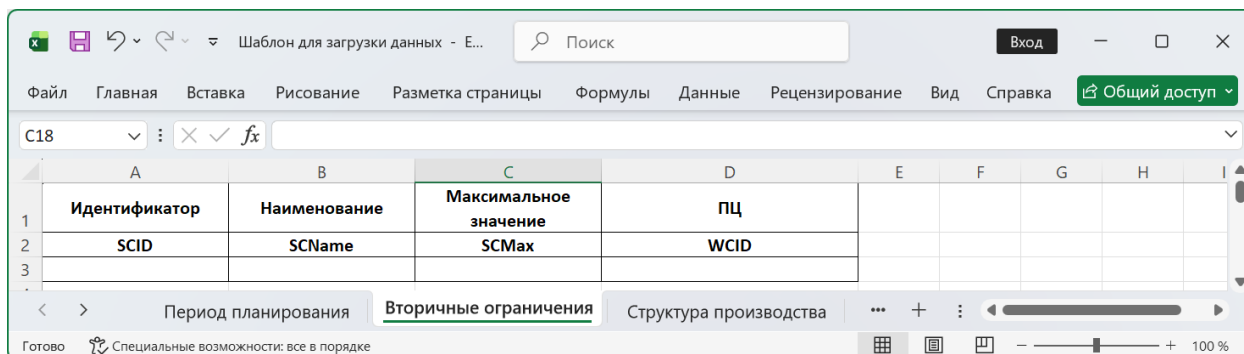 Шаблон для загрузки данных - E... Поиск Вход
Файл Главная Вставка Рисование Разметка страницы Формулы Данные Рецензирование Вид Справка Общий доступ
C18 fx
A B C D E F G H I
1 Идентификатор Наименование Максимальное значение ПЦ
2 SCID SCName SCMax WCID
3
Период планирования Вторичные ограничения Структура производства
Готово Специальные возможности: все в порядке 100 %